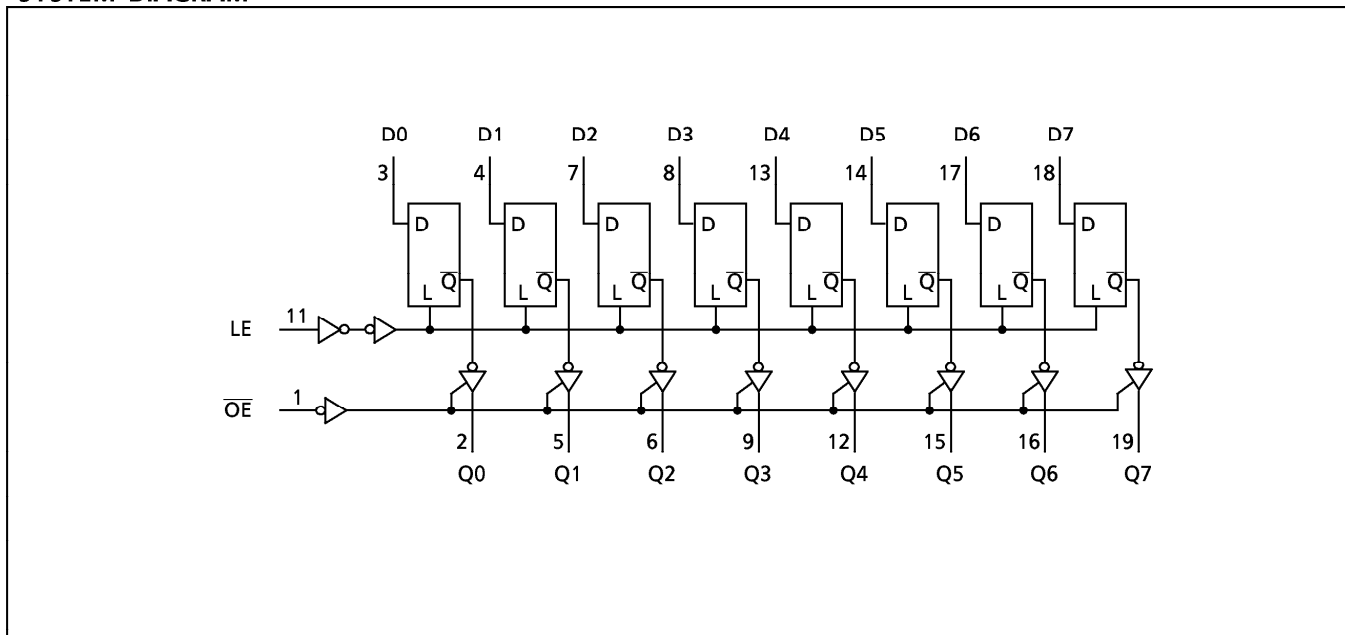 SYSTEM DIAGRAM
D0 D1 D2 D3 D4 D5 D6 D7
3 4 7 8 13 14 17 18
D D D D D D D D
Q̅ Q̅ Q̅ Q̅ Q̅ Q̅ Q̅ Q̅
L L L L L L L L
LE 11
O̅E̅ 1
2 5 6 9 12 15 16 19
Q0 Q1 Q2 Q3 Q4 Q5 Q6 Q7